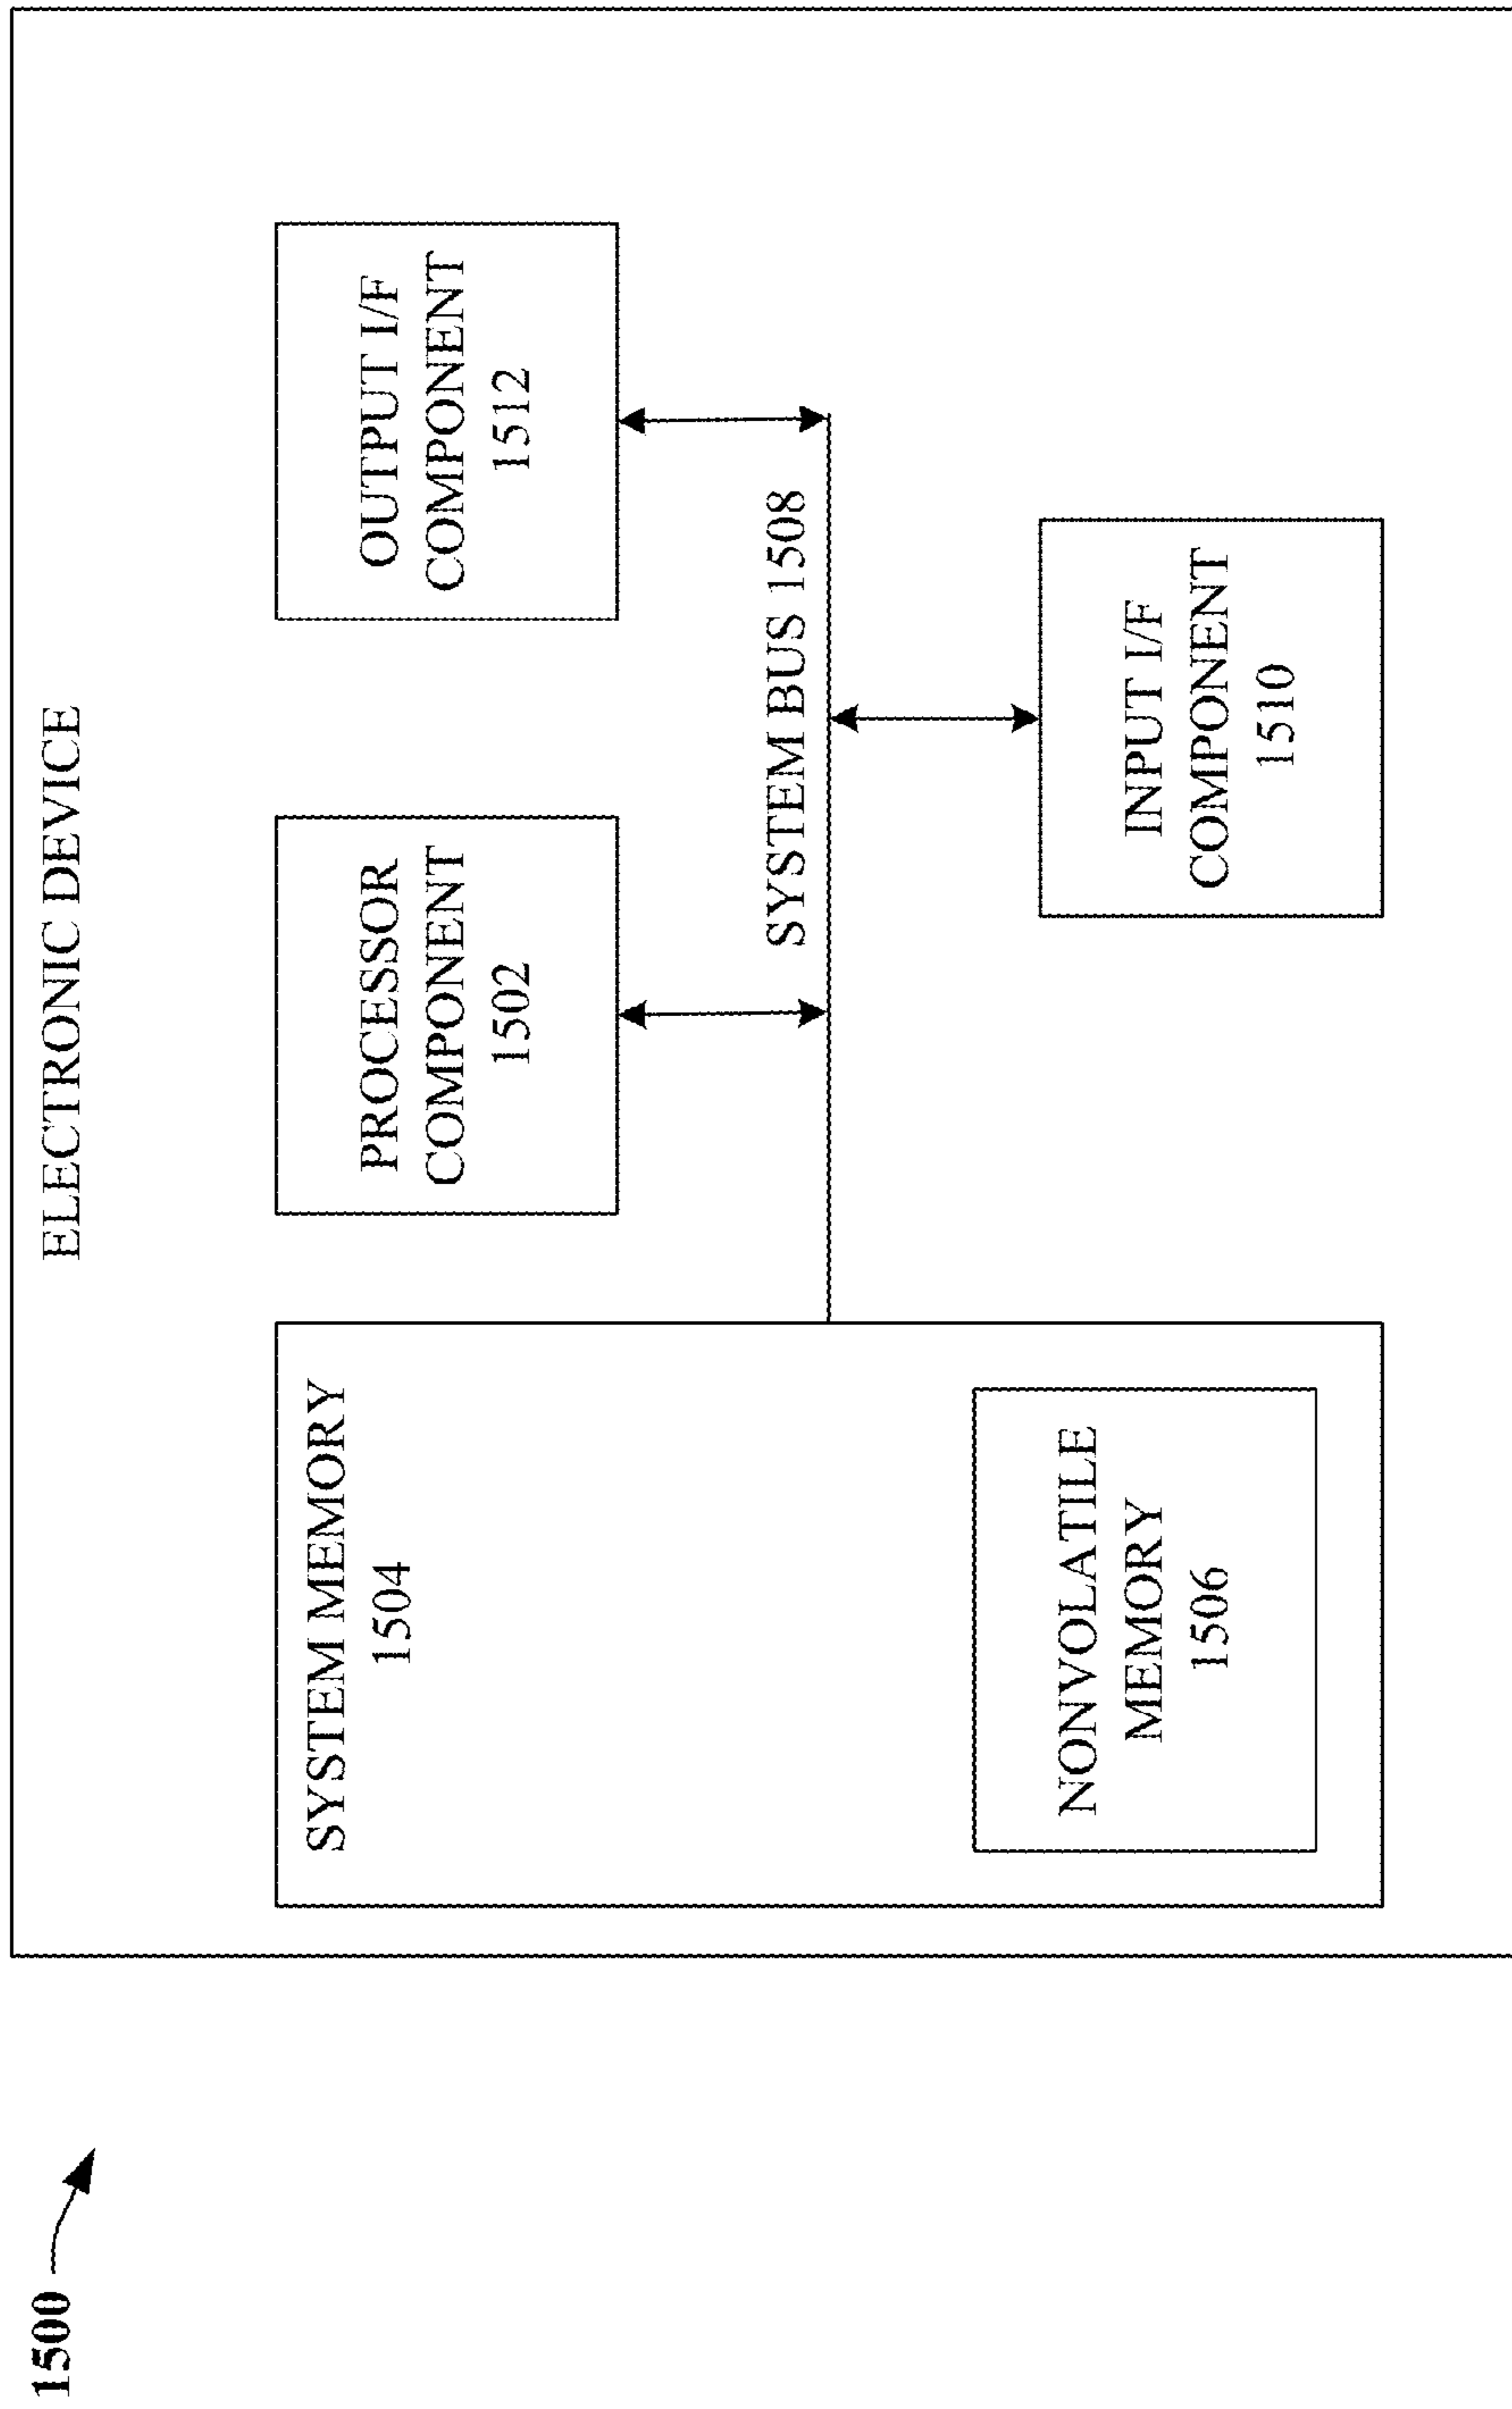 1500
ELECTRONIC DEVICE
SYSTEM MEMORY
1504
NONVOLATILE
MEMORY
1506
PROCESSOR
COMPONENT
1502
OUTPUT I/F
COMPONENT
1512
SYSTEM BUS 1508
INPUT I/F
COMPONENT
1510